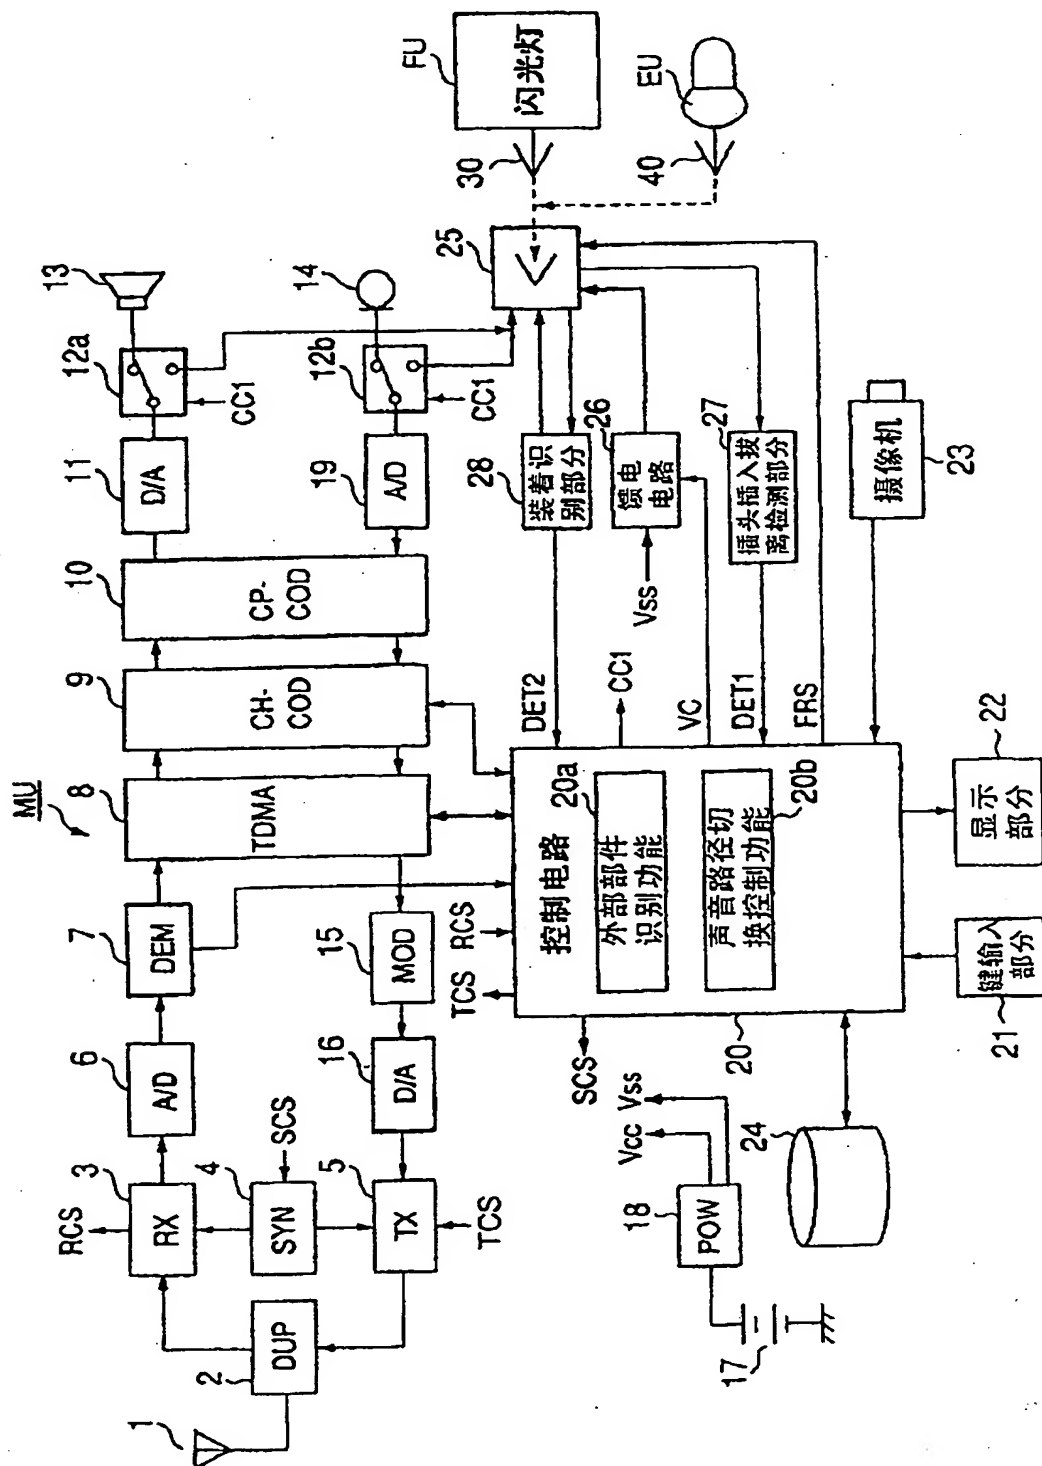 MU
1
2
DUP
RCS
3
RX
4
SYN
SCS
5
TX
TCS
6
A/D
7
DEM
8
TDMA
9
CH-
COD
10
CP-
COD
11
D/A
12a
CC1
13
15
MOD
16
D/A
19
A/D
12b
CC1
14
FU
闪光灯
30
EU
40
25
28
装着识
别部分
26
馈电
电路
Vss
27
插头插入拔
离检测部分
23
摄像机
DET2
CC1
VC
DET1
FRS
TCS
RCS
SCS
控制电路
20a
外部部件
识别功能
20b
声音路径切
换控制功能
20
17
18
POW
Vcc
Vss
24
21
键输入
部分
22
显示
部分